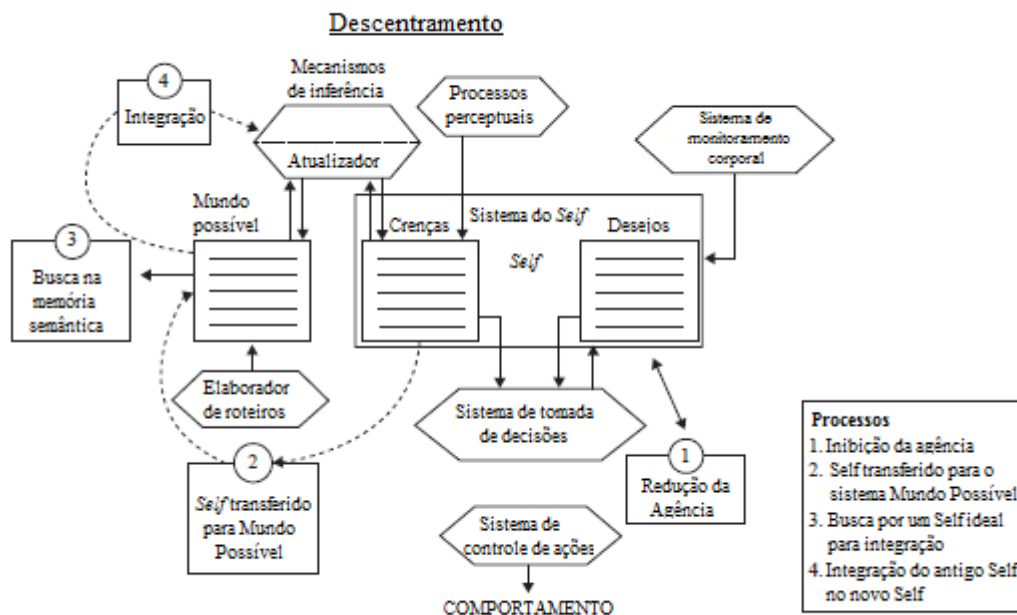 Descentramento
4
Integração
Mecanismos
de inferência
Atualizador
Processos
perceptuais
Sistema de
monitoramento
corporal
Mundo
possível
Sistema do Self
Crenças
Desejos
Self
3
Busca na
memória
semântica
Elaborador
de roteiros
Sistema de tomada
de decisões
2
Self transferido
para Mundo
Possível
1
Redução da
Agência
Sistema de
controle de ações
COMPORTAMENTO
Processos
1. Inibição da agência
2. Self transferido para o
sistema Mundo Possível
3. Busca por um Self ideal
para integração
4. Integração do antigo Self
no novo Self